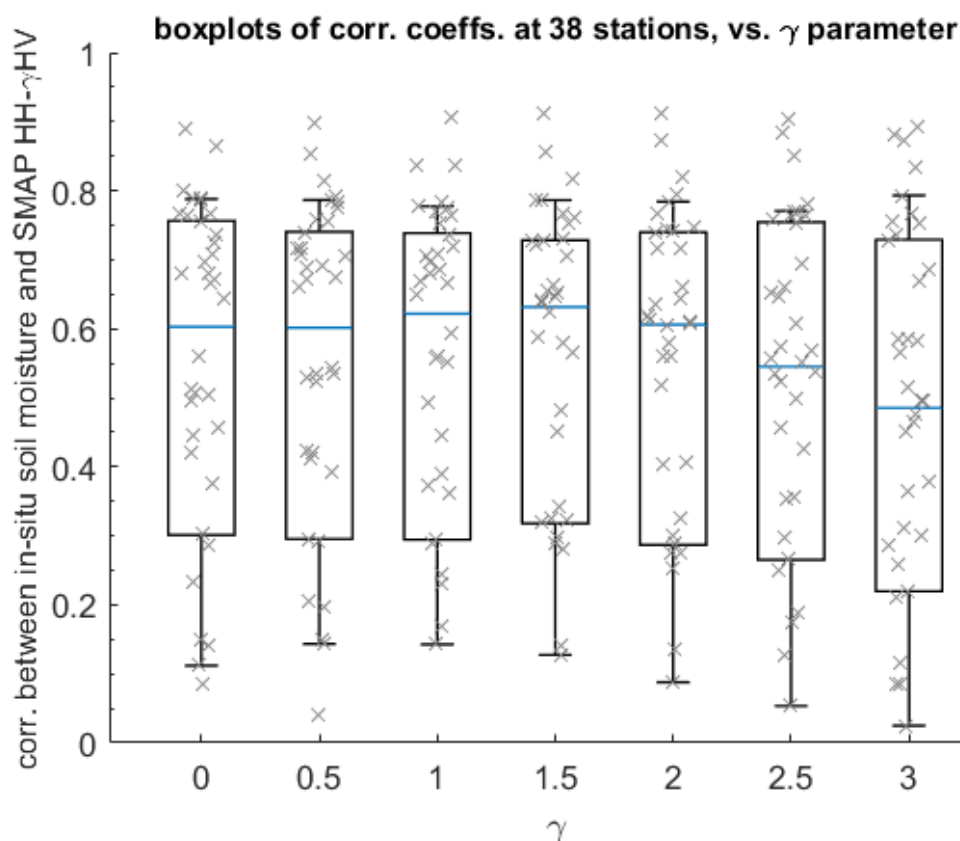 boxplots of corr. coeffs. at 38 stations, vs. γ parameter
corr. between in-situ soil moisture and SMAP HH-γHV
1
0.8
0.6
0.4
0.2
0
0 0.5 1 1.5 2 2.5 3
γ